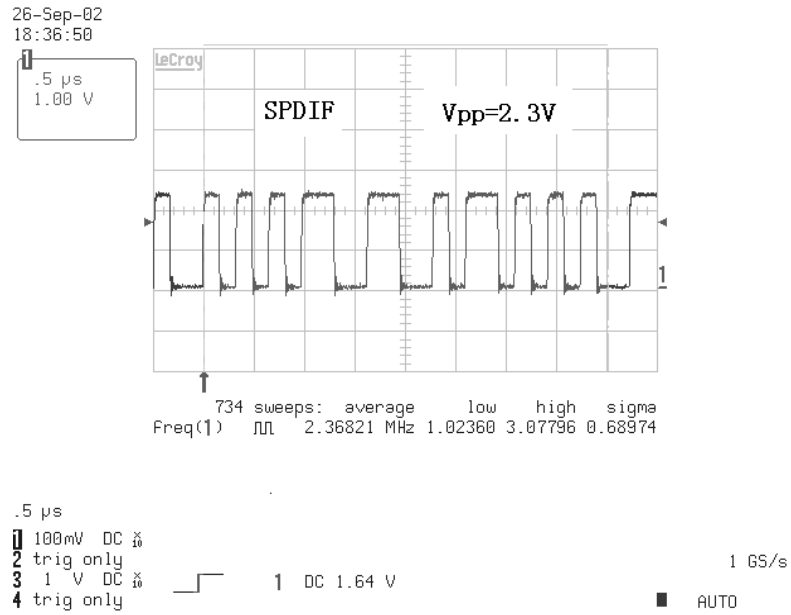 26-Sep-02
18:36:50
1
.5 µs
1.00 V
LeCroy
SPDIF
Vpp=2.3V
1
734 sweeps: average low high sigma
Freq(1) 2.36821 MHz 1.02360 3.07796 0.68974
.5 µs
1 100mV DC X10
2 trig only
3 1 V DC X10
4 trig only
1 DC 1.64 V
1 GS/s
AUTO